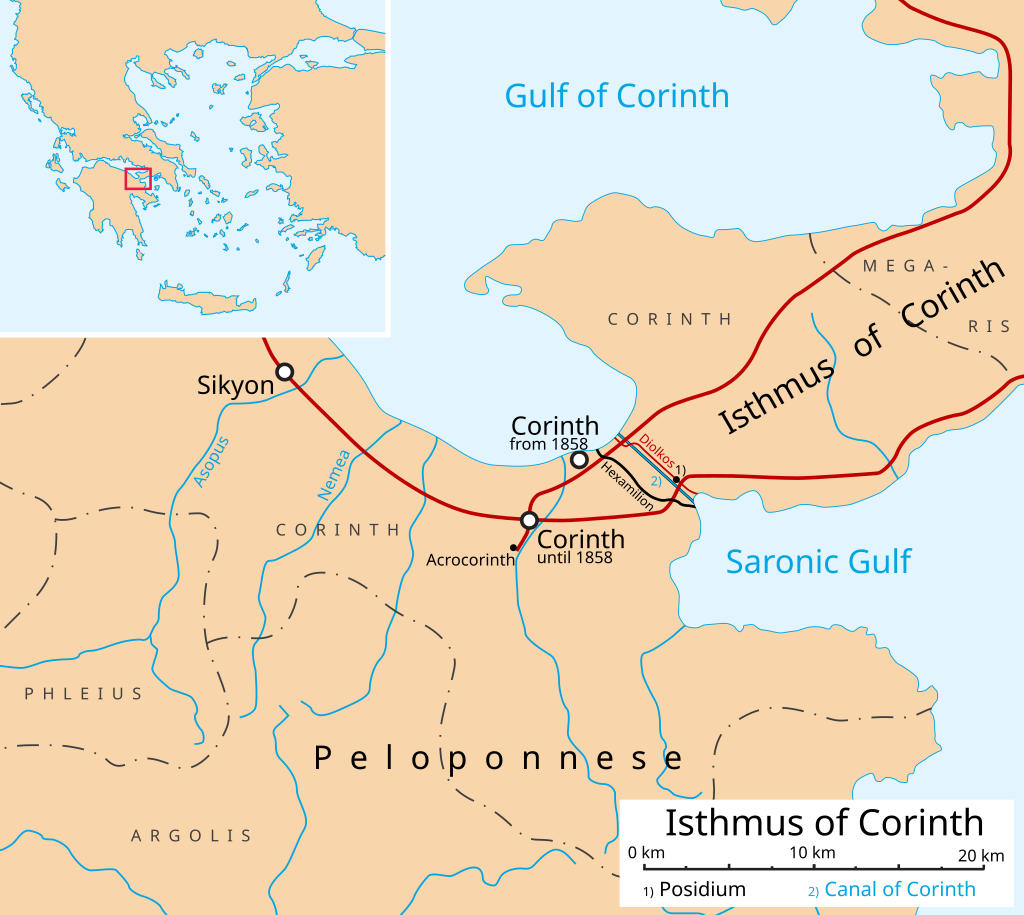 Gulf of Corinth
MEGA-
RIS
CORINTH
Isthmus of Corinth
Sikyon
Corinth
from 1858
Diolkos
1)
2)
Hexamilion
Asopus
Nemea
CORINTH
Corinth
until 1858
Acrocorinth
Saronic Gulf
PHLEIUS
Peloponnese
ARGOLIS
Isthmus of Corinth
0 km 10 km 20 km
1) Posidium 2) Canal of Corinth